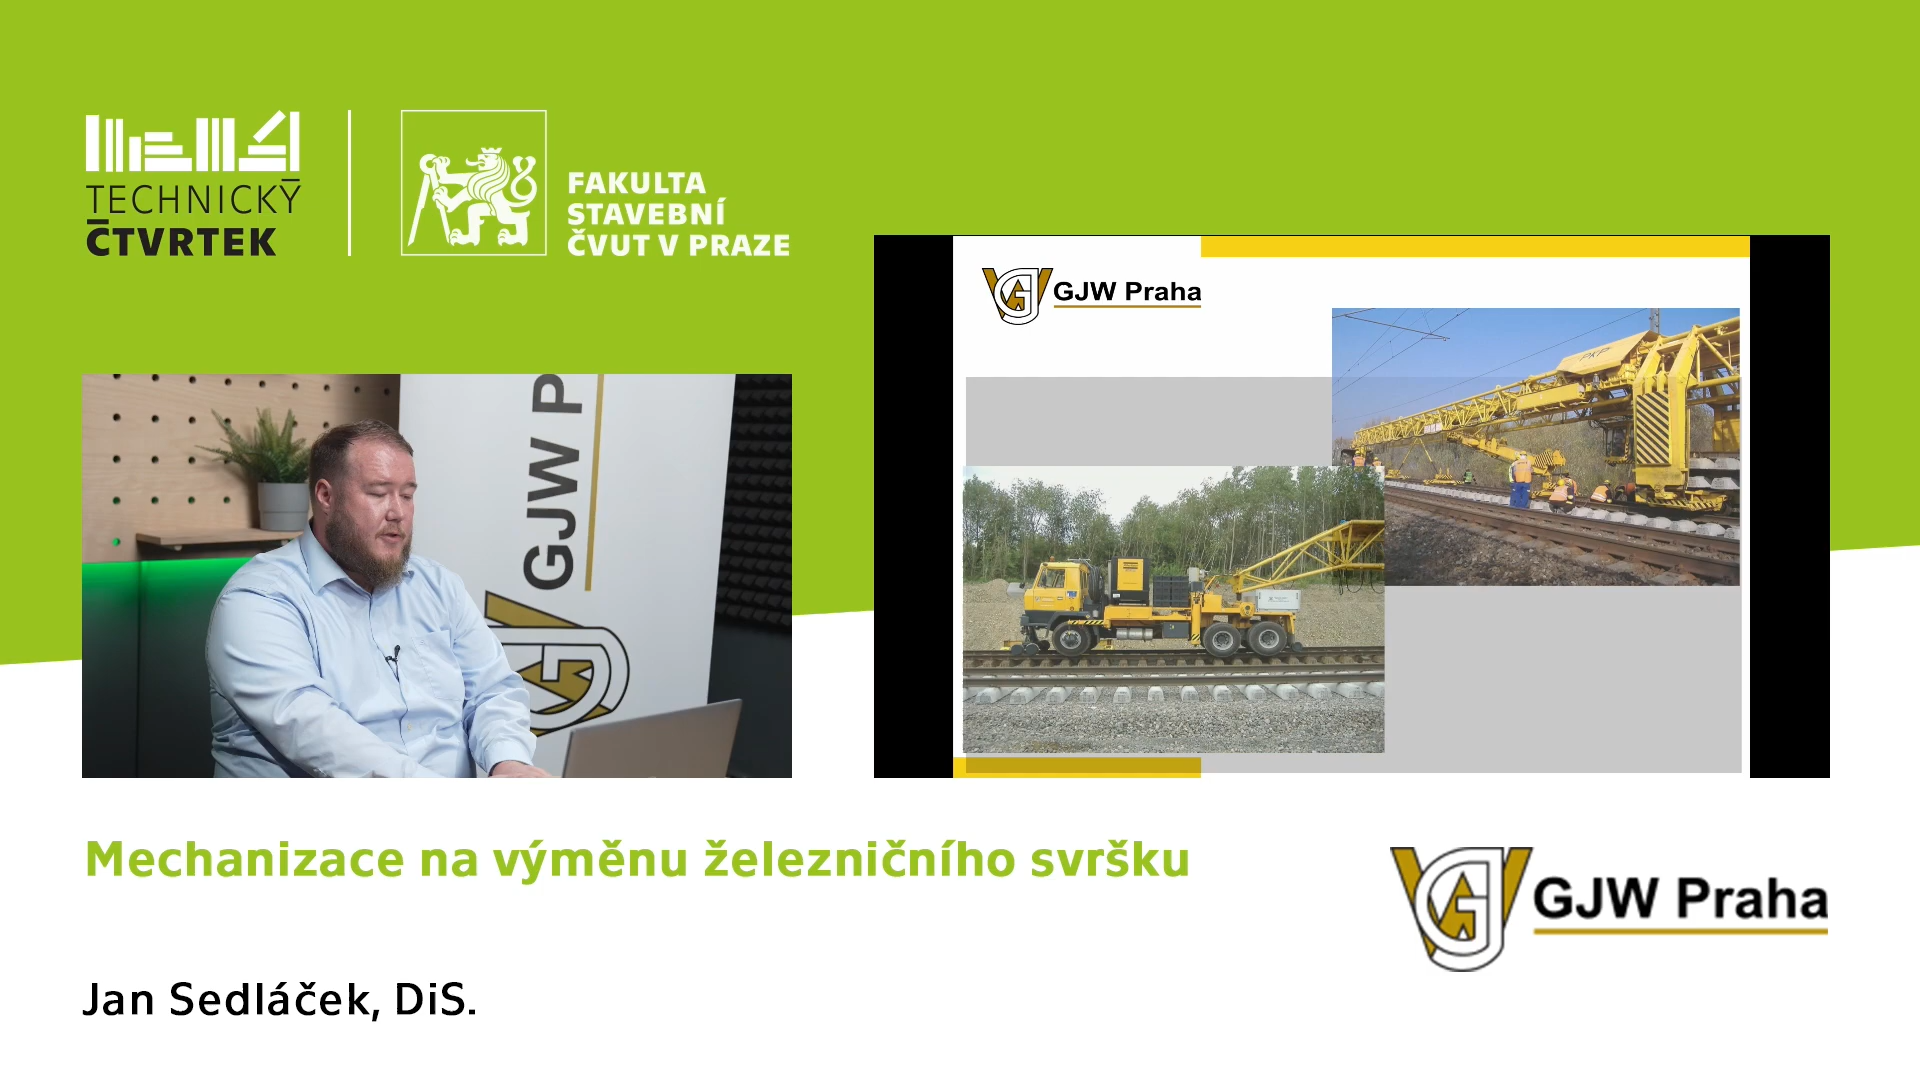 TECHNICKÝ
ČTVRTEK
FAKULTA
STAVEBNÍ
ČVUT V PRAZE
GJW Praha
PKP
GJW P
Mechanizace na výměnu železničního svršku
GJW Praha
Jan Sedláček, DiS.